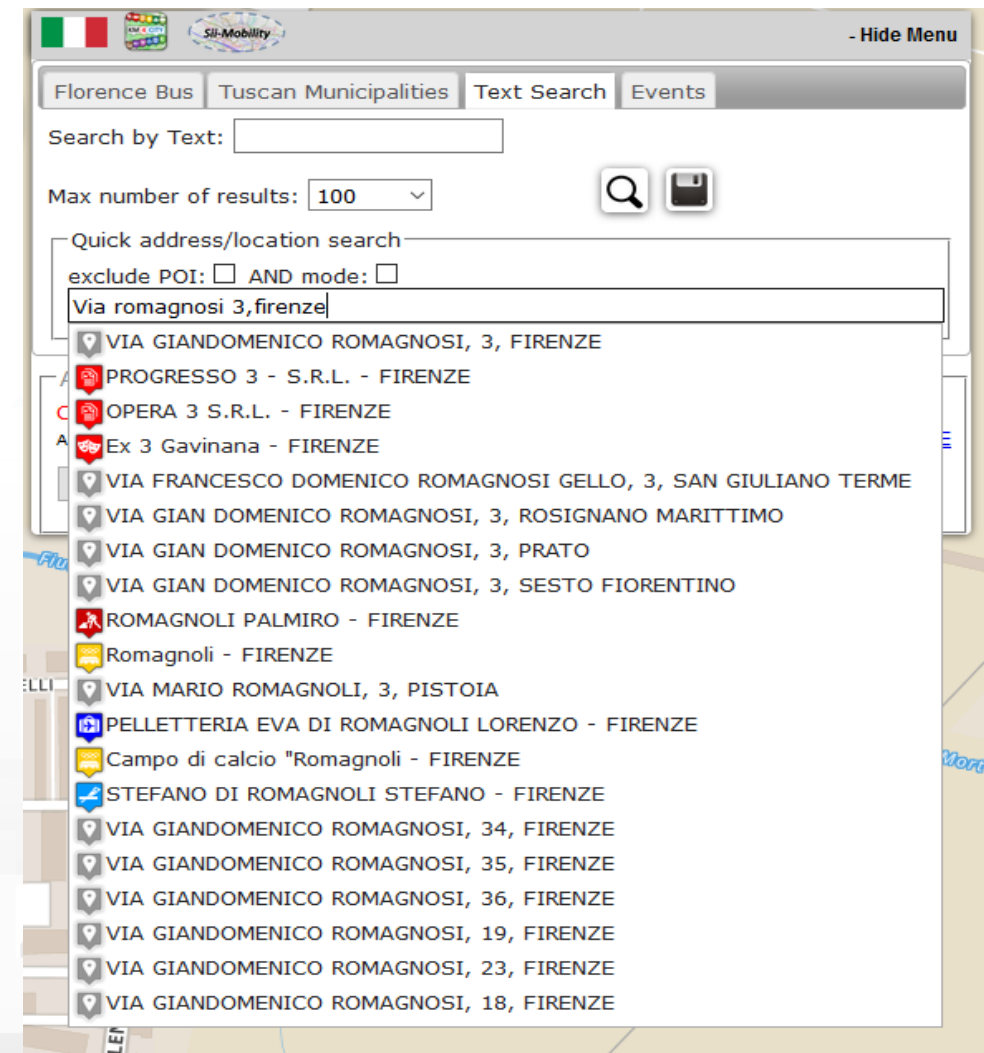 KM 4 CITY
Sii-Mobility
- Hide Menu
Florence Bus Tuscan Municipalities Text Search Events
Search by Text:
Max number of results: 100
Quick address/location search
exclude POI: AND mode:
Via romagnosi 3,firenze
VIA GIANDOMENICO ROMAGNOSI, 3, FIRENZE
PROGRESSO 3 - S.R.L. - FIRENZE
OPERA 3 S.R.L. - FIRENZE
Ex 3 Gavinana - FIRENZE
VIA FRANCESCO DOMENICO ROMAGNOSI GELLO, 3, SAN GIULIANO TERME
VIA GIAN DOMENICO ROMAGNOSI, 3, ROSIGNANO MARITTIMO
VIA GIAN DOMENICO ROMAGNOSI, 3, PRATO
VIA GIAN DOMENICO ROMAGNOSI, 3, SESTO FIORENTINO
ROMAGNOLI PALMIRO - FIRENZE
Romagnoli - FIRENZE
VIA MARIO ROMAGNOLI, 3, PISTOIA
PELLETTERIA EVA DI ROMAGNOLI LORENZO - FIRENZE
Campo di calcio "Romagnoli - FIRENZE
STEFANO DI ROMAGNOLI STEFANO - FIRENZE
VIA GIANDOMENICO ROMAGNOSI, 34, FIRENZE
VIA GIANDOMENICO ROMAGNOSI, 35, FIRENZE
VIA GIANDOMENICO ROMAGNOSI, 36, FIRENZE
VIA GIANDOMENICO ROMAGNOSI, 19, FIRENZE
VIA GIANDOMENICO ROMAGNOSI, 23, FIRENZE
VIA GIANDOMENICO ROMAGNOSI, 18, FIRENZE